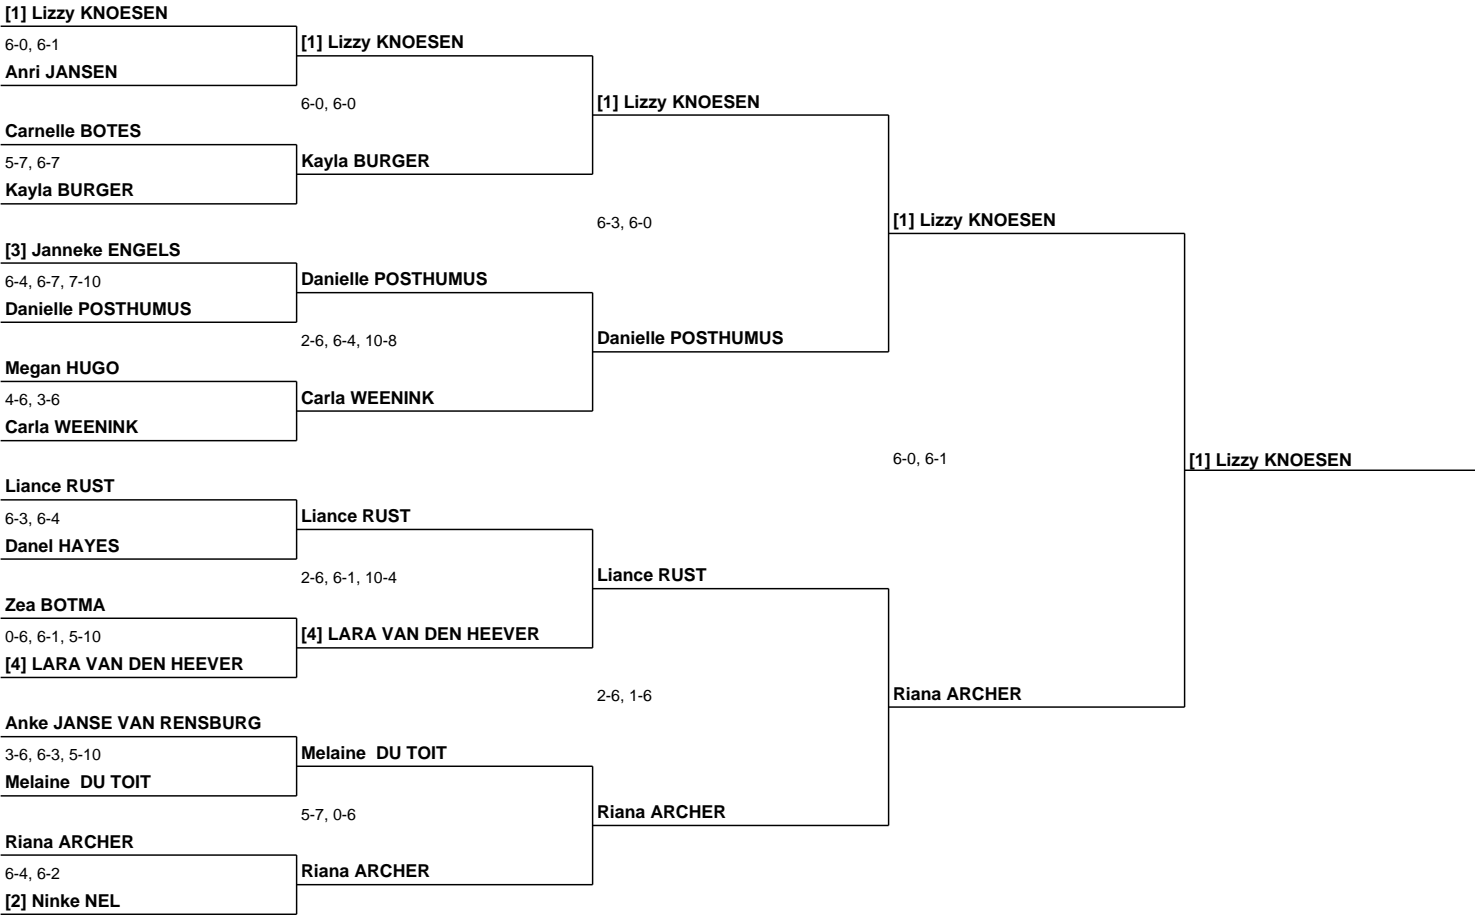 [1] Lizzy KNOESEN
6-0, 6-1
Anri JANSEN
Carnelle BOTES
5-7, 6-7
Kayla BURGER
[3] Janneke ENGELS
6-4, 6-7, 7-10
Danielle POSTHUMUS
Megan HUGO
4-6, 3-6
Carla WEENINK
Liance RUST
6-3, 6-4
Danel HAYES
Zea BOTMA
0-6, 6-1, 5-10
[4] LARA VAN DEN HEEVER
Anke JANSE VAN RENSBURG
3-6, 6-3, 5-10
Melaine  DU TOIT
Riana ARCHER
6-4, 6-2
[2] Ninke NEL
[1] Lizzy KNOESEN
6-0, 6-0
Kayla BURGER
Danielle POSTHUMUS
2-6, 6-4, 10-8
Carla WEENINK
Liance RUST
2-6, 6-1, 10-4
[4] LARA VAN DEN HEEVER
Melaine  DU TOIT
5-7, 0-6
Riana ARCHER
[1] Lizzy KNOESEN
6-3, 6-0
Danielle POSTHUMUS
Liance RUST
2-6, 1-6
Riana ARCHER
[1] Lizzy KNOESEN
6-0, 6-1
Riana ARCHER
[1] Lizzy KNOESEN